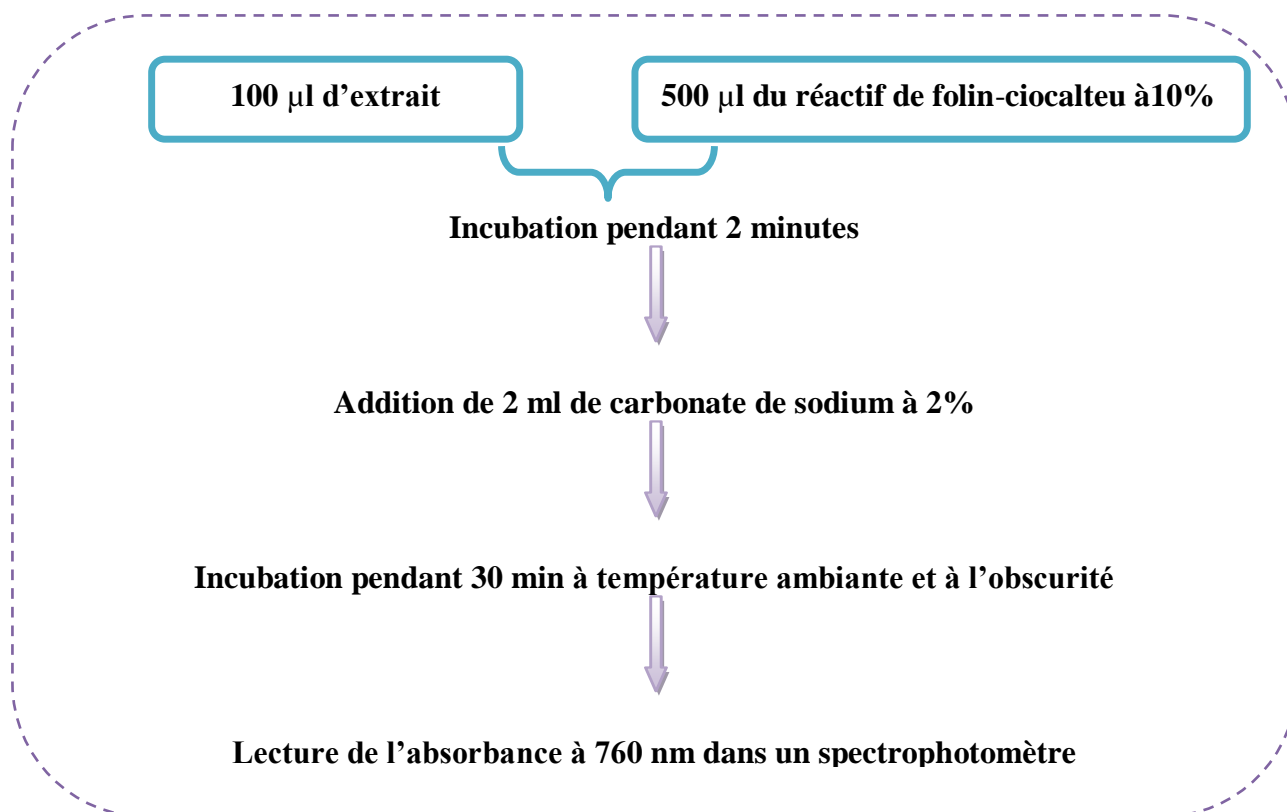 100 µl d’extrait
500 µl du réactif de folin-ciocalteu à10%
Incubation pendant 2 minutes
Addition de 2 ml de carbonate de sodium à 2%
Incubation pendant 30 min à température ambiante et à l’obscurité
Lecture de l’absorbance à 760 nm dans un spectrophotomètre